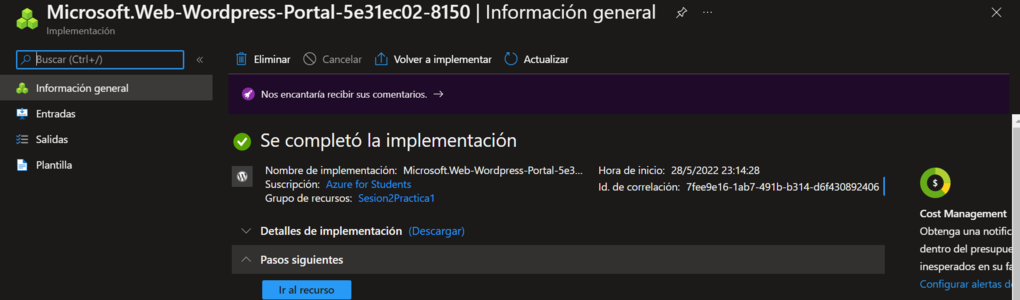 Microsoft.Web-Wordpress-Portal-5e31ec02-8150 | Información general
Implementación
Buscar (Ctrl+/)
Eliminar
Cancelar
Volver a implementar
Actualizar
Información general
Entradas
Salidas
Plantilla
Nos encantaría recibir sus comentarios. →
Se completó la implementación
Nombre de implementación: Microsoft.Web-Wordpress-Portal-5e3...
Suscripción: Azure for Students
Grupo de recursos: Sesion2Practica1
Hora de inicio: 28/5/2022 23:14:28
Id. de correlación: 7fee9e16-1ab7-491b-b314-d6f430892406
Detalles de implementación (Descargar)
Pasos siguientes
Ir al recurso
Cost Management
Obtenga una notific
dentro del presupue
inesperados en su fa
Configurar alertas de